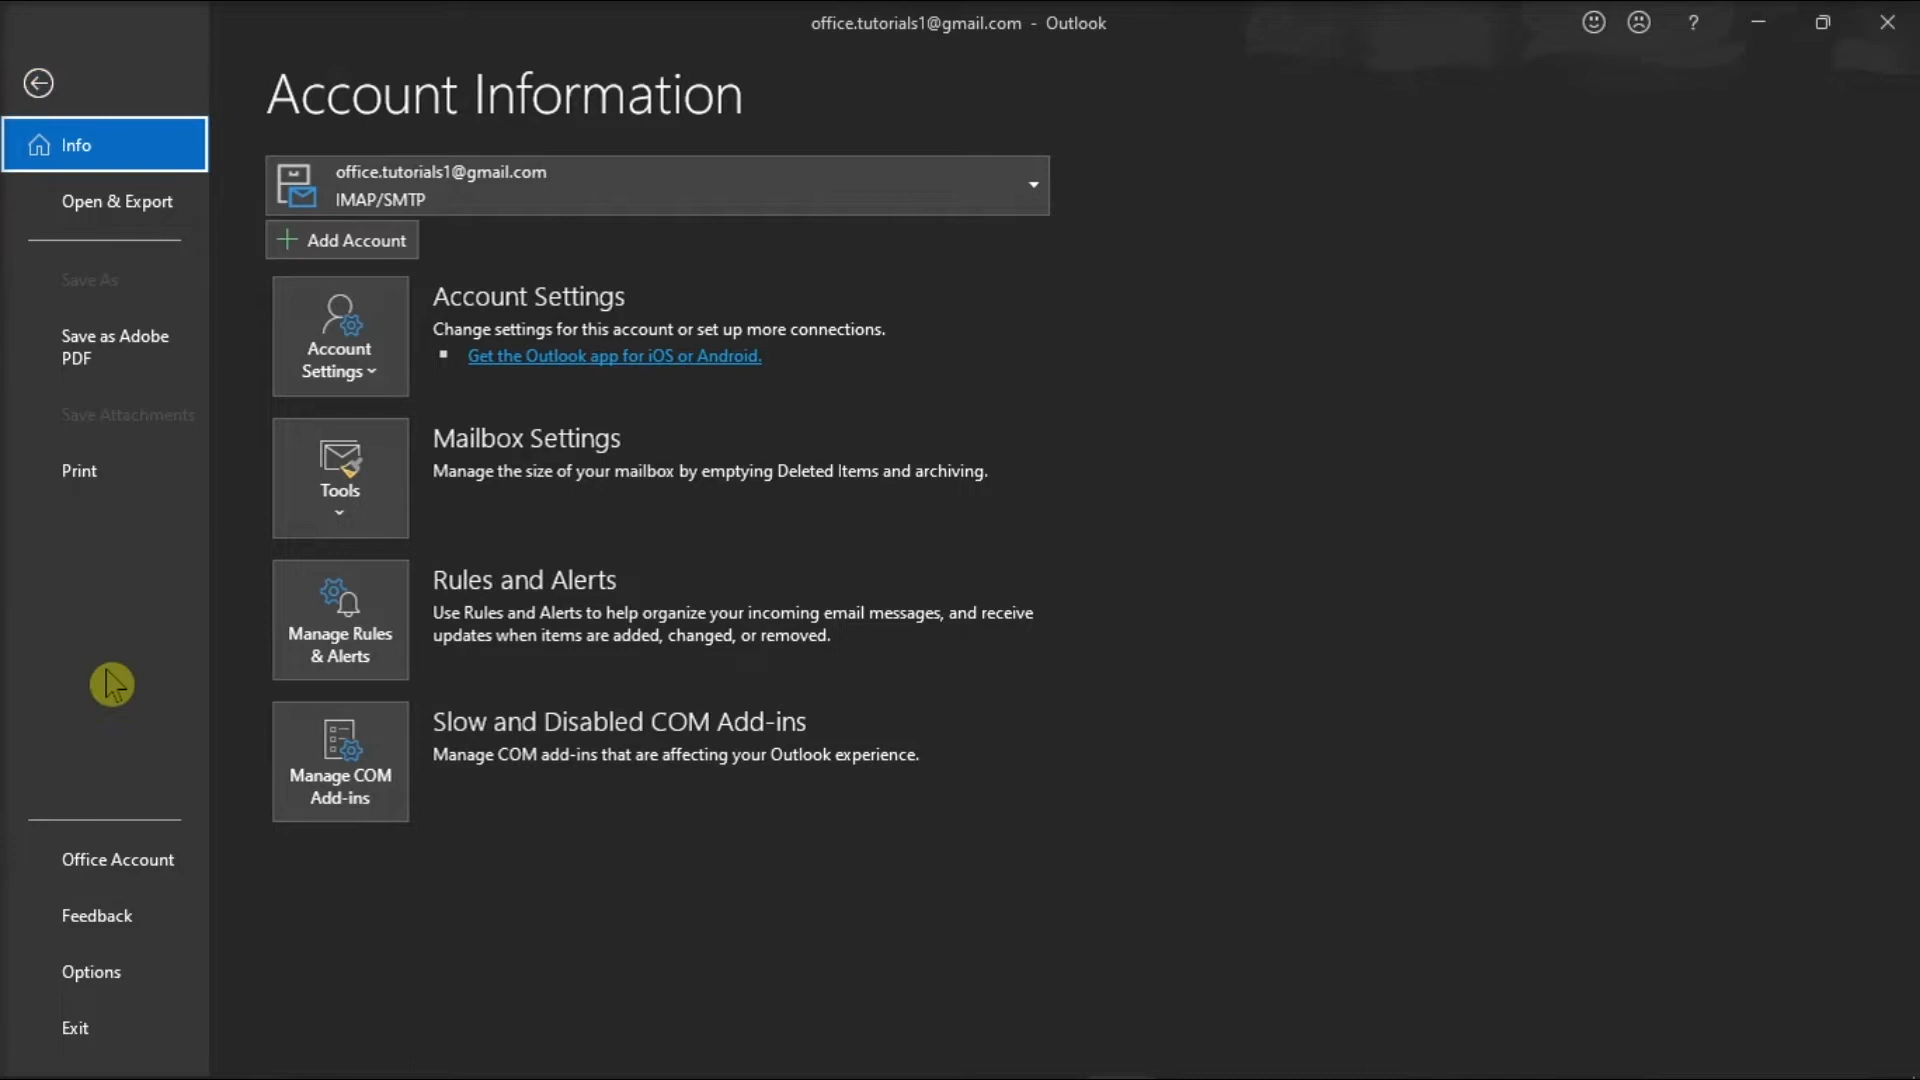 office.tutorials1@gmail.com - Outlook
?
Account Information
Info
Open & Export
Save As
Save as Adobe
PDF
Save Attachments
Print
Office Account
Feedback
Options
Exit
office.tutorials1@gmail.com
IMAP/SMTP
Add Account
Account
Settings
Account Settings
Change settings for this account or set up more connections.
Get the Outlook app for iOS or Android.
Tools
Mailbox Settings
Manage the size of your mailbox by emptying Deleted Items and archiving.
Manage Rules
& Alerts
Rules and Alerts
Use Rules and Alerts to help organize your incoming email messages, and receive
updates when items are added, changed, or removed.
Manage COM
Add-ins
Slow and Disabled COM Add-ins
Manage COM add-ins that are affecting your Outlook experience.